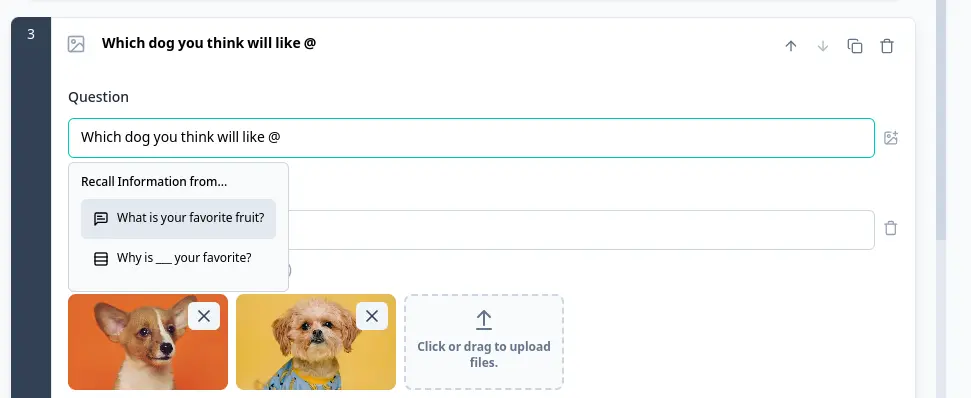 3
Which dog you think will like @
Question
Which dog you think will like @
Recall Information from...
What is your favorite fruit?
Why is ___ your favorite?
)
Click or drag to upload
files.